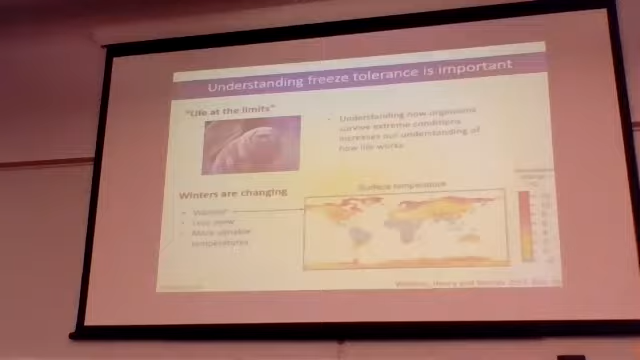 Understanding freeze tolerance is important
"Life at the limits"
• Understanding how organisms
survive extreme conditions
increases our understanding of
how life works
Winters are changing
• Warmer
• Less snow
• More variable
temperatures
Surface temperature